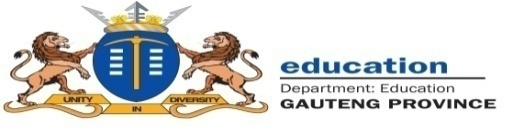 UNITY
IN
DIVERSITY
education
Department: Education
GAUTENG PROVINCE